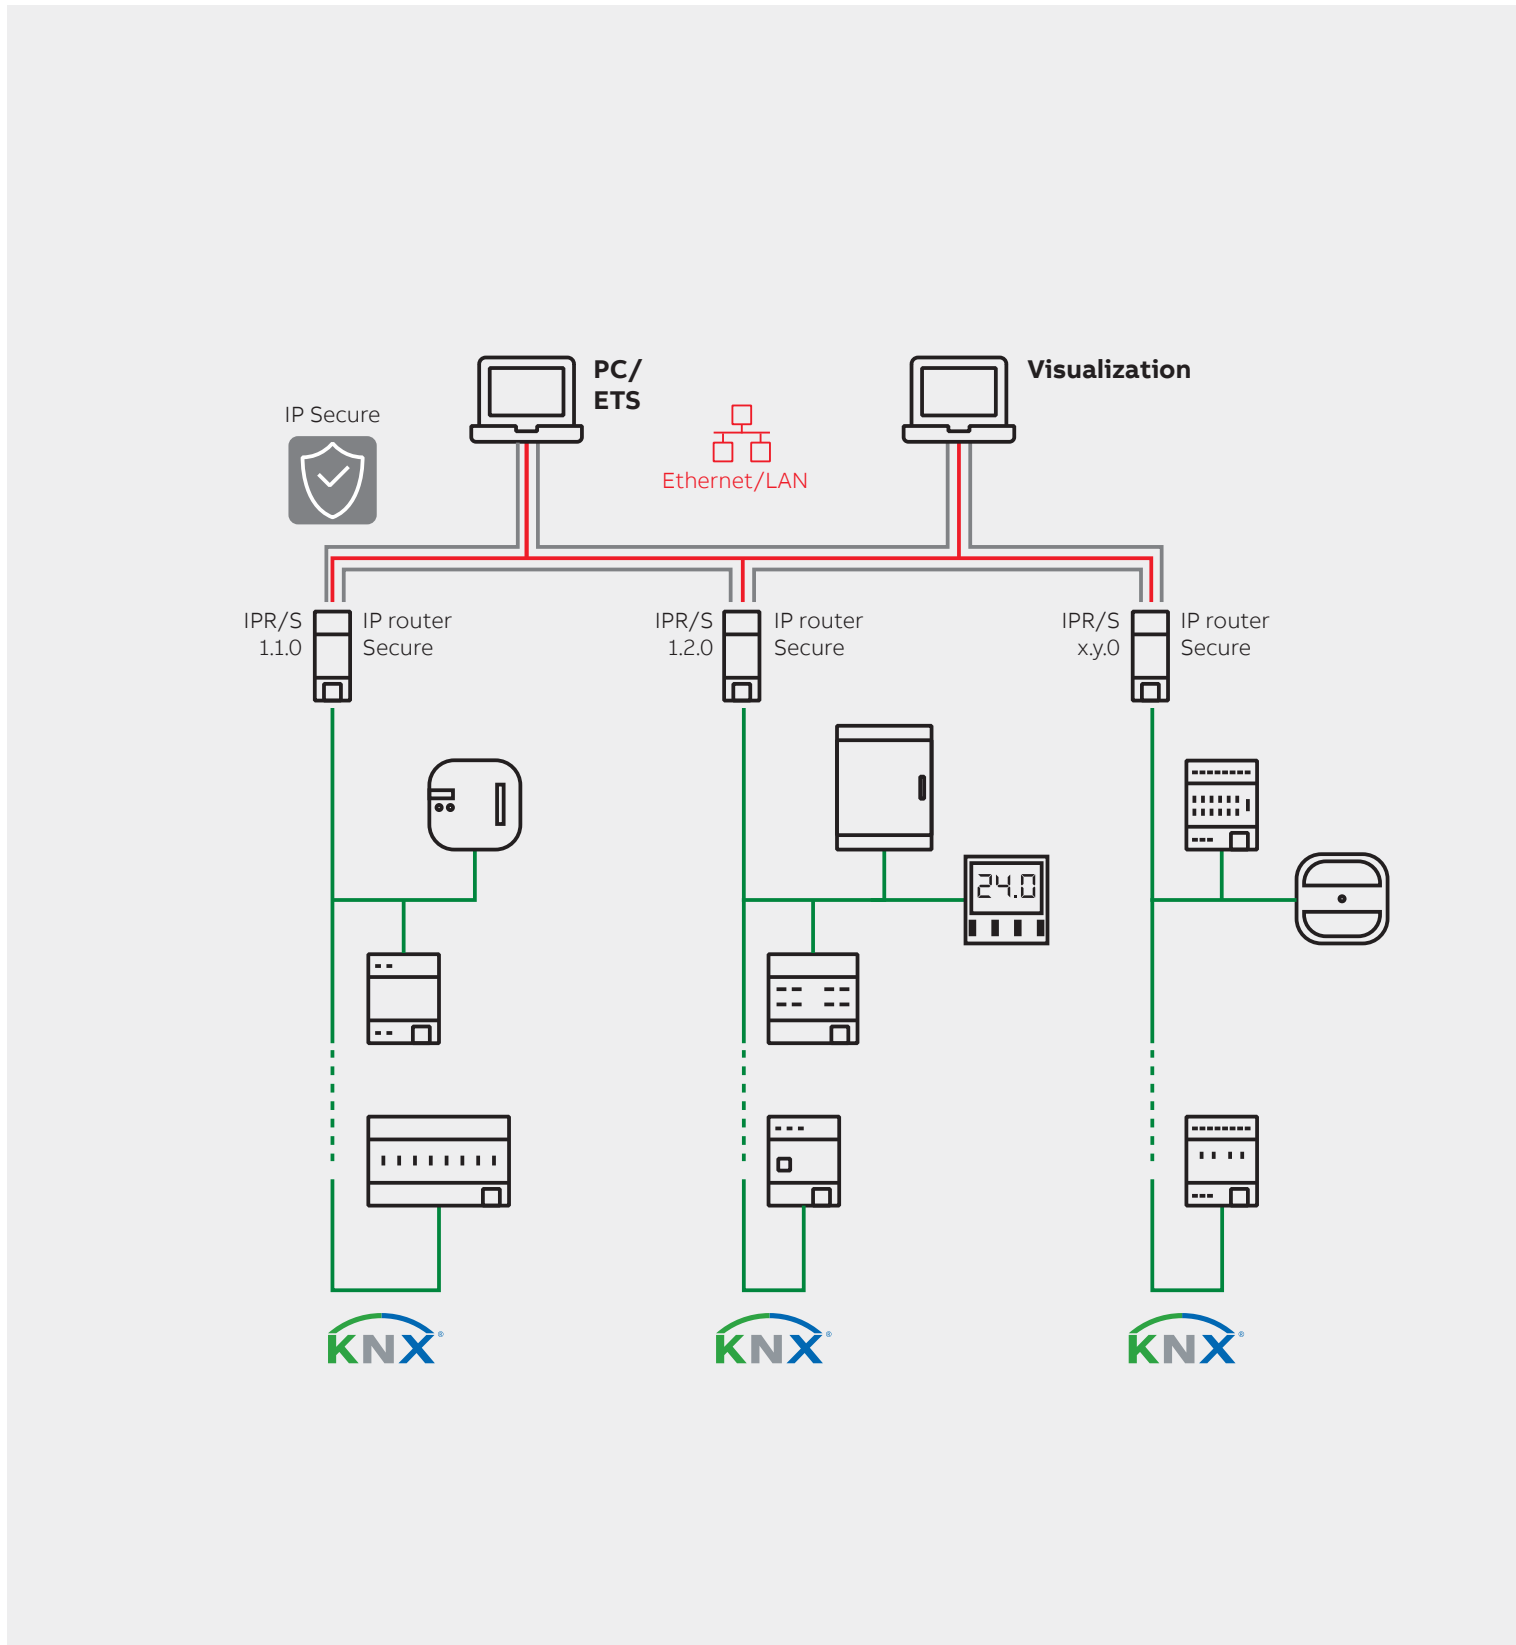 PC/
ETS
Visualization
IP Secure
Ethernet/LAN
IPR/S
1.1.0
IP router
Secure
IPR/S
1.2.0
IP router
Secure
IPR/S
x.y.0
IP router
Secure
24.0
KNX®
KNX®
KNX®